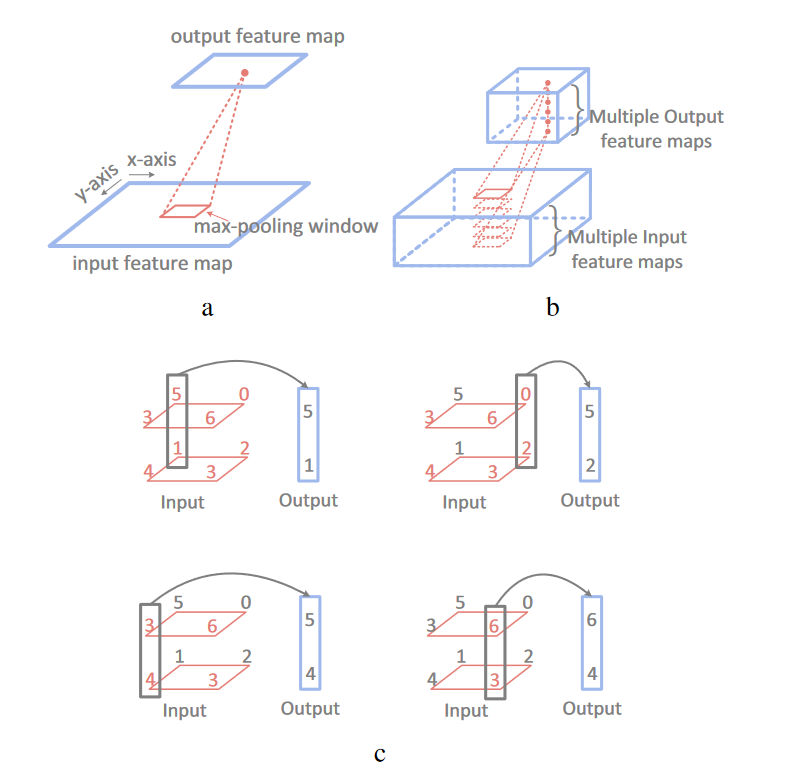 output feature map
x-axis
y-axis
max-pooling window
input feature map
a
Multiple Output
feature maps
Multiple Input
feature maps
b
5 0
3 6
1 2
4 3
5
1
Input
Output
5 0
3 6
1 2
4 3
5
2
Input
Output
5 0
3 6
1 2
4 3
5
4
Input
Output
5 0
3 6
1 2
4 3
6
4
Input
Output
c